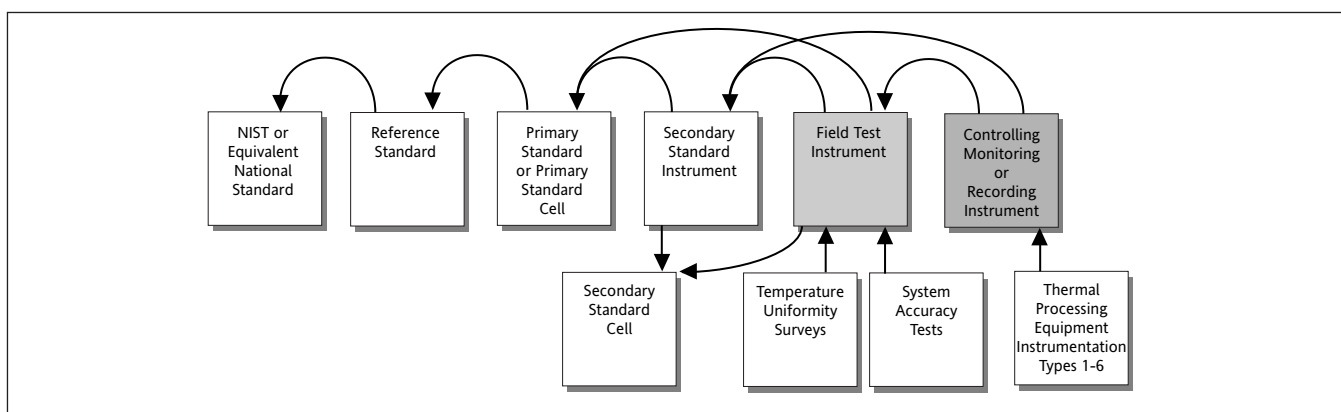 NIST or
Equivalent
National
Standard
Reference
Standard
Primary
Standard
or Primary
Standard
Cell
Secondary
Standard
Instrument
Field Test
Instrument
Controlling
Monitoring
or
Recording
Instrument
Secondary
Standard
Cell
Temperature
Uniformity
Surveys
System
Accuracy
Tests
Thermal
Processing
Equipment
Instrumentation
Types 1-6